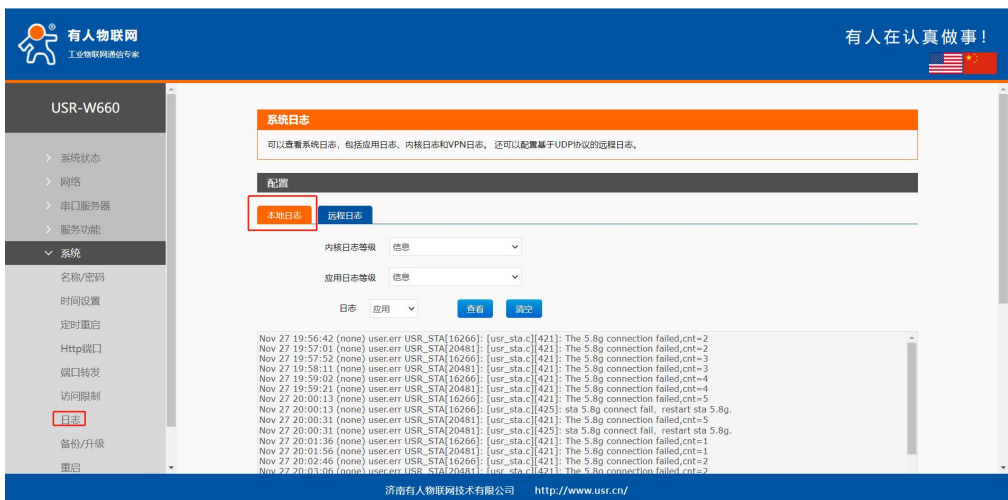 有人物联网
工业物联网通信专家
有人在认真做事！
USR-W660
系统状态
网络
串口服务器
服务功能
系统
名称/密码
时间设置
定时重启
Http端口
端口转发
访问限制
日志
备份/升级
重启
系统日志
可以查看系统日志，包括应用日志、内核日志和VPN日志。 还可以配置基于UDP协议的远程日志。
配置
本地日志 远程日志
内核日志等级 信息
应用日志等级 信息
日志 应用 查看 清空
Nov 27 19:56:42 (none) user.err USR_STA[16266]: [usr_sta.c][421]: The 5.8g connection failed,cnt=2
Nov 27 19:57:01 (none) user.err USR_STA[20481]: [usr_sta.c][421]: The 5.8g connection failed,cnt=2
Nov 27 19:57:52 (none) user.err USR_STA[16266]: [usr_sta.c][421]: The 5.8g connection failed,cnt=3
Nov 27 19:58:11 (none) user.err USR_STA[20481]: [usr_sta.c][421]: The 5.8g connection failed,cnt=3
Nov 27 19:59:02 (none) user.err USR_STA[16266]: [usr_sta.c][421]: The 5.8g connection failed,cnt=4
Nov 27 19:59:21 (none) user.err USR_STA[20481]: [usr_sta.c][421]: The 5.8g connection failed,cnt=4
Nov 27 20:00:13 (none) user.err USR_STA[16266]: [usr_sta.c][421]: The 5.8g connection failed,cnt=5
Nov 27 20:00:13 (none) user.err USR_STA[16266]: [usr_sta.c][425]: sta 5.8g connect fail, restart sta 5.8g.
Nov 27 20:00:31 (none) user.err USR_STA[20481]: [usr_sta.c][421]: The 5.8g connection failed,cnt=5
Nov 27 20:00:31 (none) user.err USR_STA[20481]: [usr_sta.c][425]: sta 5.8g connect fail, restart sta 5.8g.
Nov 27 20:01:36 (none) user.err USR_STA[16266]: [usr_sta.c][421]: The 5.8g connection failed,cnt=1
Nov 27 20:01:56 (none) user.err USR_STA[20481]: [usr_sta.c][421]: The 5.8g connection failed,cnt=1
Nov 27 20:02:46 (none) user.err USR_STA[16266]: [usr_sta.c][421]: The 5.8g connection failed,cnt=2
Nov 27 20:03:06 (none) user.err USR_STA[20481]: [usr_sta.c][421]: The 5.8g connection failed,cnt=2
济南有人物联网技术有限公司 http://www.usr.cn/